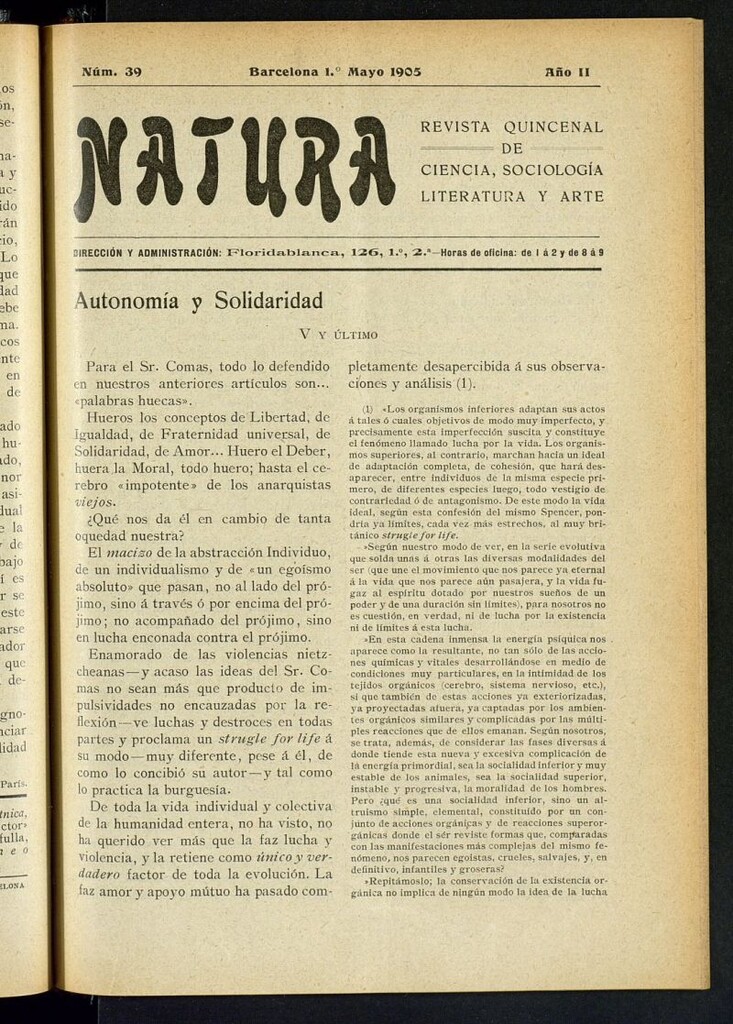 Núm. 39 Barcelona 1.º Mayo 1905 Año II
NATURA
REVISTA QUINCENAL
DE
CIENCIA, SOCIOLOGÍA
LITERATURA Y ARTE
DIRECCIÓN Y ADMINISTRACIÓN: Floridablanca, 126, 1.º, 2.ª—Horas de oficina: de 1 á 2 y de 8 á 9
Autonomía y Solidaridad
V Y ÚLTIMO
Para el Sr. Comas, todo lo defendido
en nuestros anteriores artículos son...
«palabras huecas».
Hueros los conceptos de Libertad, de
Igualdad, de Fraternidad universal, de
Solidaridad, de Amor... Huero el Deber,
huera la Moral, todo huero; hasta el ce-
rebro «impotente» de los anarquistas
viejos.
¿Qué nos da él en cambio de tanta
oquedad nuestra?
El macizo de la abstracción Individuo,
de un individualismo y de «un egoísmo
absoluto» que pasan, no al lado del pró-
jimo, sino á través ó por encima del pró-
jimo; no acompañado del prójimo, sino
en lucha enconada contra el prójimo.
Enamorado de las violencias nietz-
cheanas—y acaso las ideas del Sr. Co-
mas no sean más que producto de im-
pulsividades no encauzadas por la re-
flexión—ve luchas y destroces en todas
partes y proclama un strugle for life á
su modo—muy diferente, pese á él, de
como lo concibió su autor—y tal como
lo practica la burguesía.
De toda la vida individual y colectiva
de la humanidad entera, no ha visto, no
ha querido ver más que la faz lucha y
violencia, y la retiene como único y ver-
dadero factor de toda la evolución. La
faz amor y apoyo mútuo ha pasado com-
pletamente desapercibida á sus observa-
ciones y análisis (1).
(1) «Los organismos inferiores adaptan sus actos
á tales ó cuales objetivos de modo muy imperfecto, y
precisamente esta imperfección suscita y constituye
el fenómeno llamado lucha por la vida. Los organis-
mos superiores, al contrario, marchan hacia un ideal
de adaptación completa, de cohesión, que hará des-
aparecer, entre individuos de la misma especie pri-
mero, de diferentes especies luego, todo vestigio de
contrariedad ó de antagonismo. De este modo la vida
ideal, según esta confesión del mismo Spencer, pon-
dría ya límites, cada vez más estrechos, al muy bri-
tánico strugle for life.
»Según nuestro modo de ver, en la serie evolutiva
que solda unas á otras las diversas modalidades del
ser (que une el movimiento que nos parece ya eternal
á la vida que nos parece aún pasajera, y la vida fu-
gaz al espíritu dotado por nuestros sueños de un
poder y de una duración sin límites), para nosotros no
es cuestión, en verdad, ni de lucha por la existencia
ni de límites á esta lucha.
»En esta cadena inmensa la energía psíquica nos
aparece como la resultante, no tan sólo de las accio-
nes químicas y vitales desarrollándose en medio de
condiciones muy particulares, en la intimidad de los
tejidos orgánicos (cerebro, sistema nervioso, etc.),
si que también de estas acciones ya exteriorizadas,
ya proyectadas afuera, ya captadas por los ambien-
tes orgánicos similares y complicadas por las múlti-
ples reacciones que de ellos emanan. Según nosotros,
se trata, además, de considerar las fases diversas á
donde tiende esta nueva y excesiva complicación de
la energía primordial, sea la socialidad inferior y muy
estable de los animales, sea la socialidad superior,
instable y progresiva, la moralidad de los hombres.
Pero ¿qué es una socialidad inferior, sino un al-
truismo simple, elemental, constituído por un con-
junto de acciones orgánicas y de reacciones superor-
gánicas donde el sér reviste formas que, comparadas
con las manifestaciones más complejas del mismo fe-
nómeno, nos parecen egoistas, crueles, salvajes, y, en
definitivo, infantiles y groseras?
»Repitámoslo; la conservación de la existencia or-
gánica no implica de ningún modo la idea de la lucha